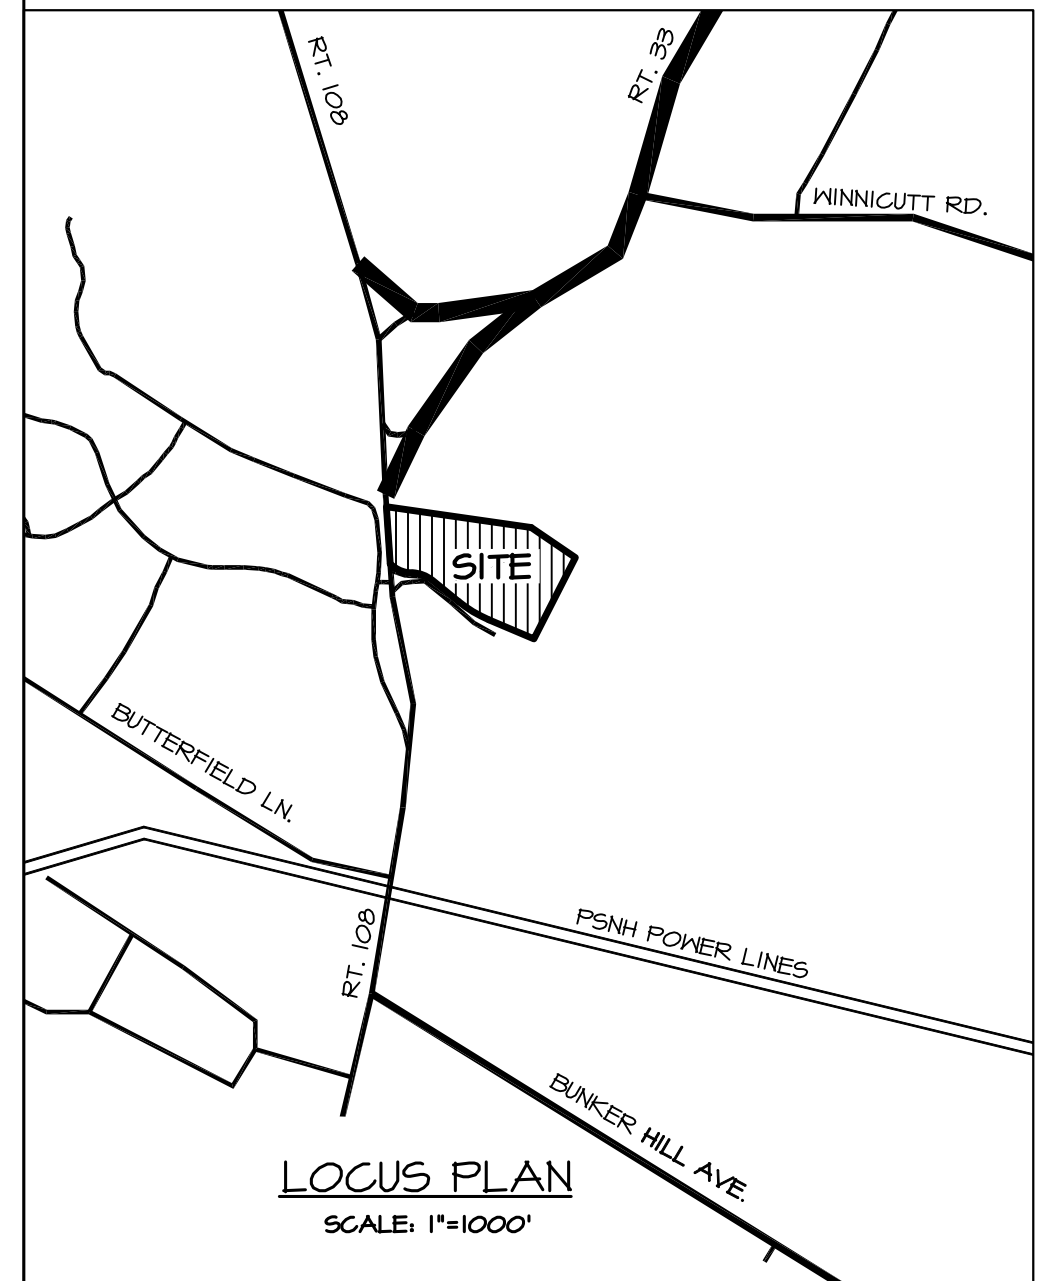 RT. 108
RT. 33
WINNICUTT RD.
SITE
BUTTERFIELD LN.
RT. 108
PSNH POWER LINES
BUNKER HILL AVE.
LOCUS PLAN
SCALE: 1"=1000'